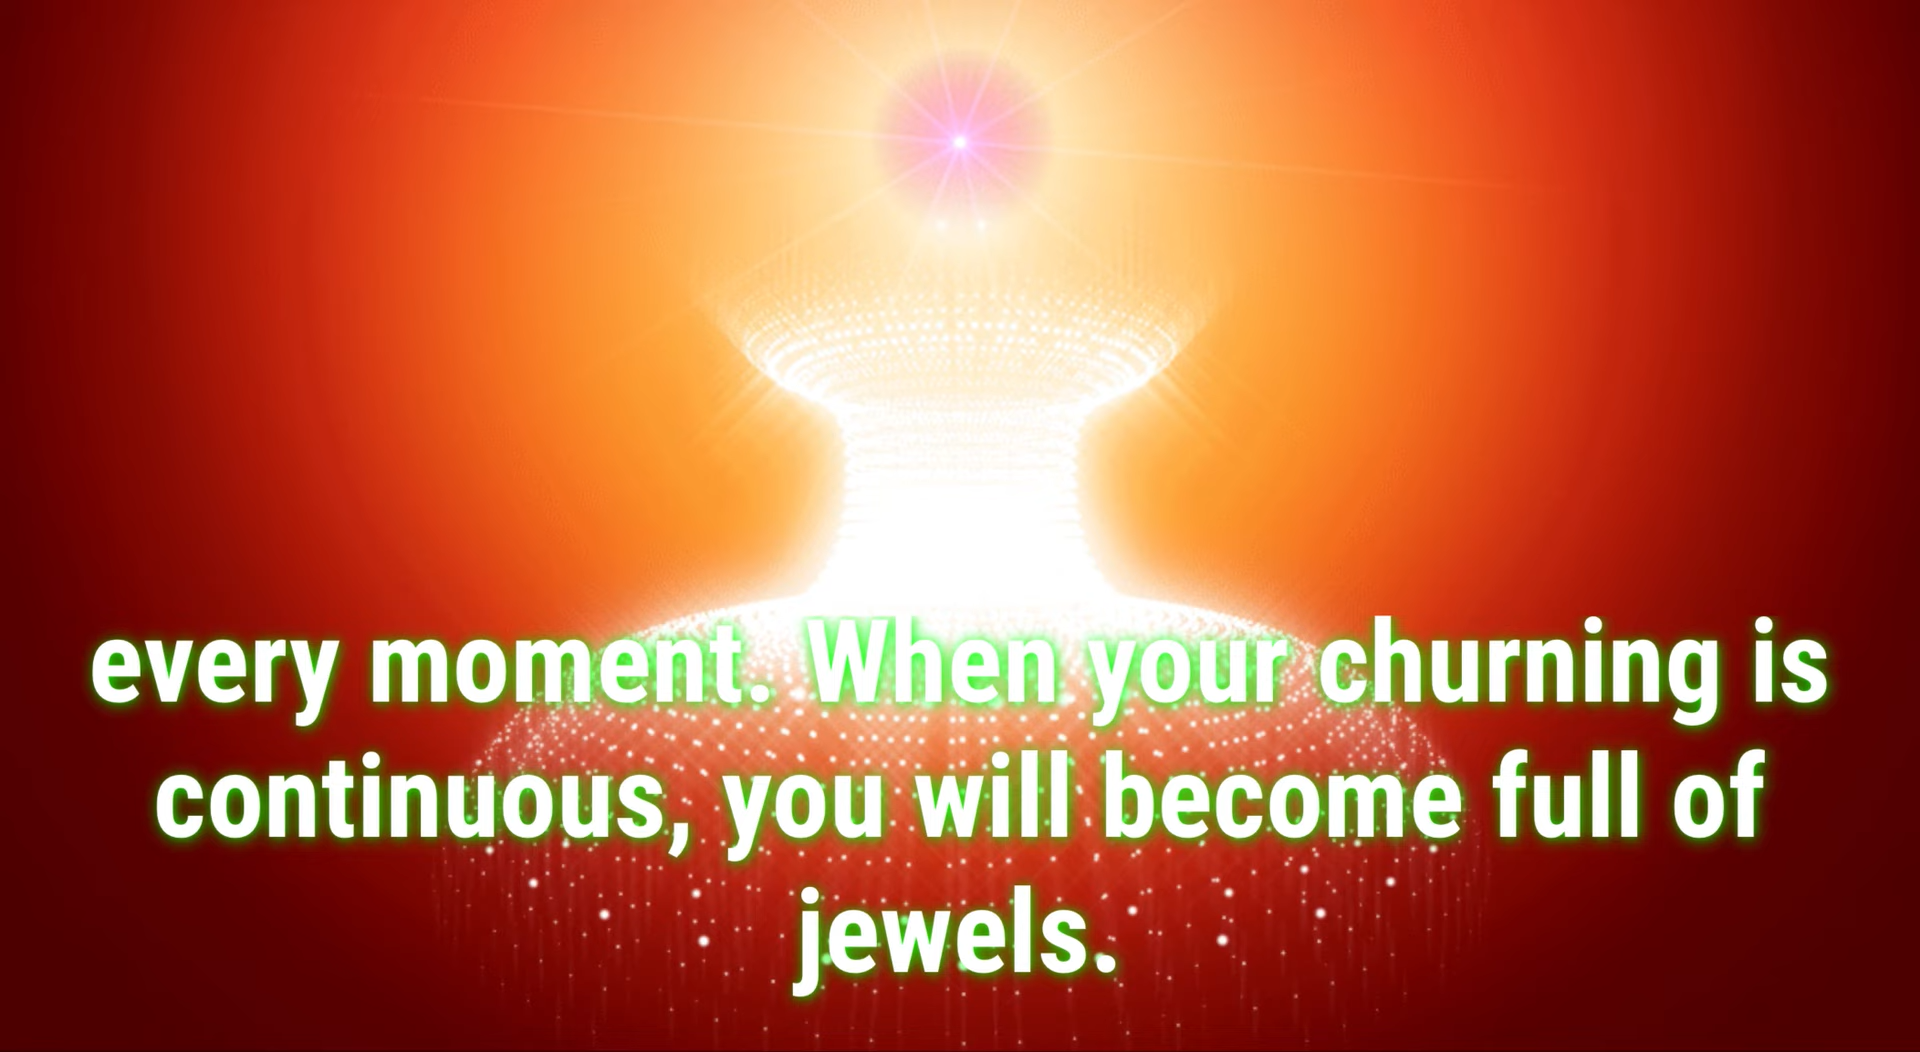 every moment. When your churning is
continuous, you will become full of
jewels.